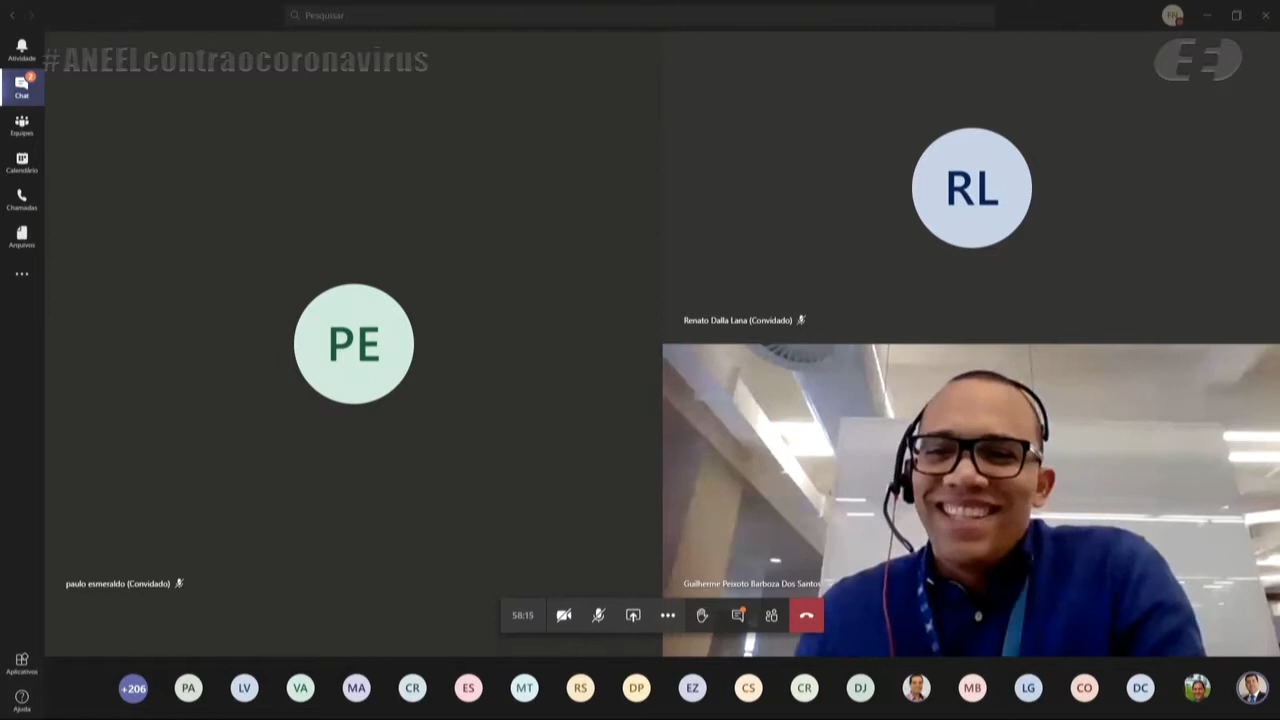 Pesquisar
FN
#ANEELcontraocoronavirus
Atividade
2
Chat
Equipes
Calendário
Chamadas
Arquivos
RL
Renato Dalla Lana (Convidado)
PE
paulo esmeraldo (Convidado)
Guilherme Peixoto Barboza Dos Santos
58:15
Aplicativos
Ajuda
+206
PA
LV
VA
MA
CR
ES
MT
RS
DP
EZ
CS
CR
DJ
MB
LG
CO
DC